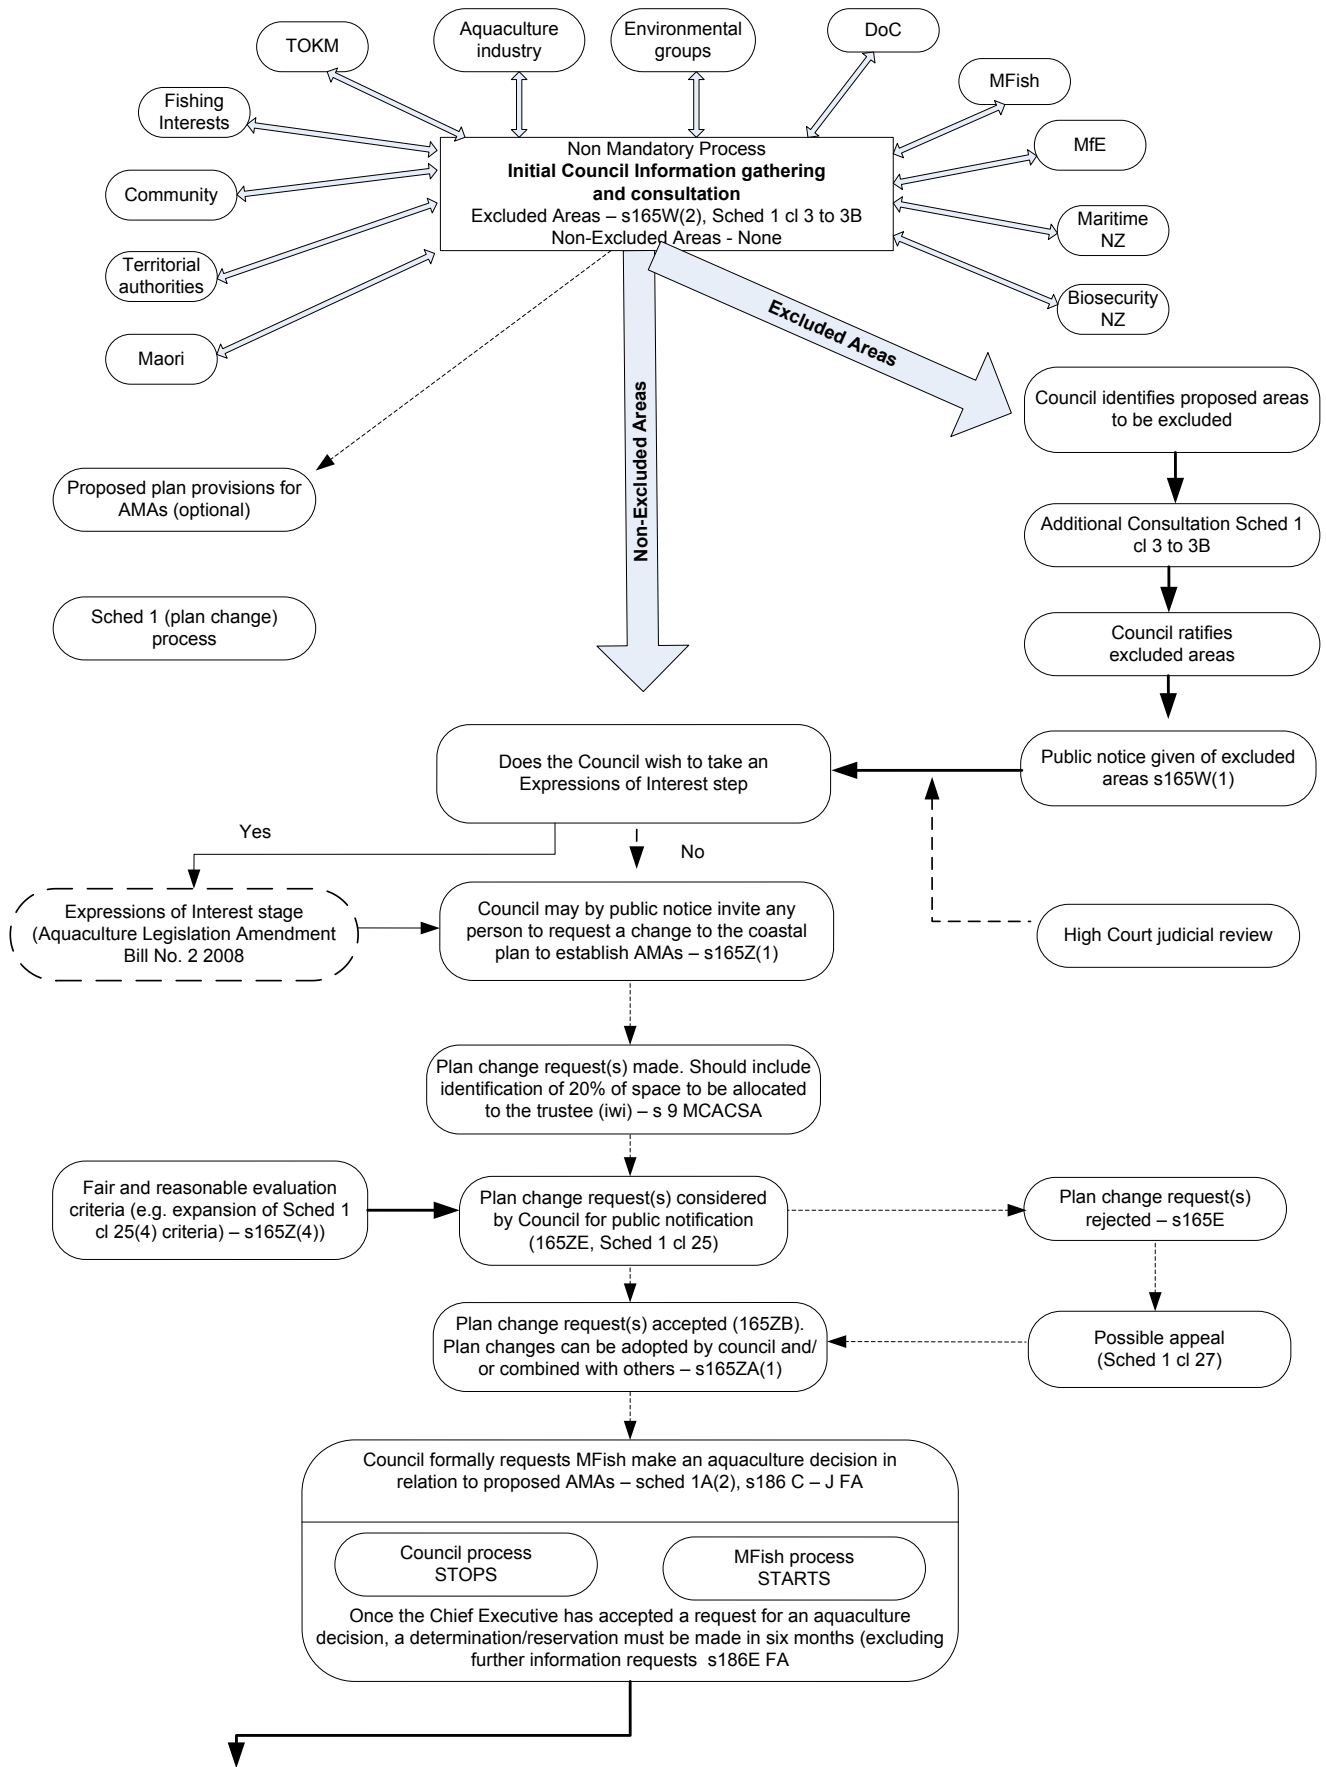 TOKM
Aquaculture
industry
Environmental
groups
DoC
MFish
Fishing
Interests
MfE
Community
Maritime
NZ
Territorial
authorities
Biosecurity
NZ
Maori
Non Mandatory Process
Initial Council Information gathering
and consultation
Excluded Areas – s165W(2), Sched 1 cl 3 to 3B
Non-Excluded Areas - None
Excluded Areas
Non-Excluded Areas
Council identifies proposed areas
to be excluded
Proposed plan provisions for
AMAs (optional)
Additional Consultation Sched 1
cl 3 to 3B
Sched 1 (plan change)
process
Council ratifies
excluded areas
Does the Council wish to take an
Expressions of Interest step
Public notice given of excluded
areas s165W(1)
Yes
No
Expressions of Interest stage
(Aquaculture Legislation Amendment
Bill No. 2 2008
Council may by public notice invite any
person to request a change to the coastal
plan to establish AMAs – s165Z(1)
High Court judicial review
Plan change request(s) made. Should include
identification of 20% of space to be allocated
to the trustee (iwi) – s 9 MCACSA
Fair and reasonable evaluation
criteria (e.g. expansion of Sched 1
cl 25(4) criteria) – s165Z(4))
Plan change request(s) considered
by Council for public notification
(165ZE, Sched 1 cl 25)
Plan change request(s)
rejected – s165E
Plan change request(s) accepted (165ZB).
Plan changes can be adopted by council and/
or combined with others – s165ZA(1)
Possible appeal
(Sched 1 cl 27)
Council formally requests MFish make an aquaculture decision in
relation to proposed AMAs – sched 1A(2), s186 C – J FA
Council process
STOPS
MFish process
STARTS
Once the Chief Executive has accepted a request for an aquaculture
decision, a determination/reservation must be made in six months (excluding
further information requests  s186E FA